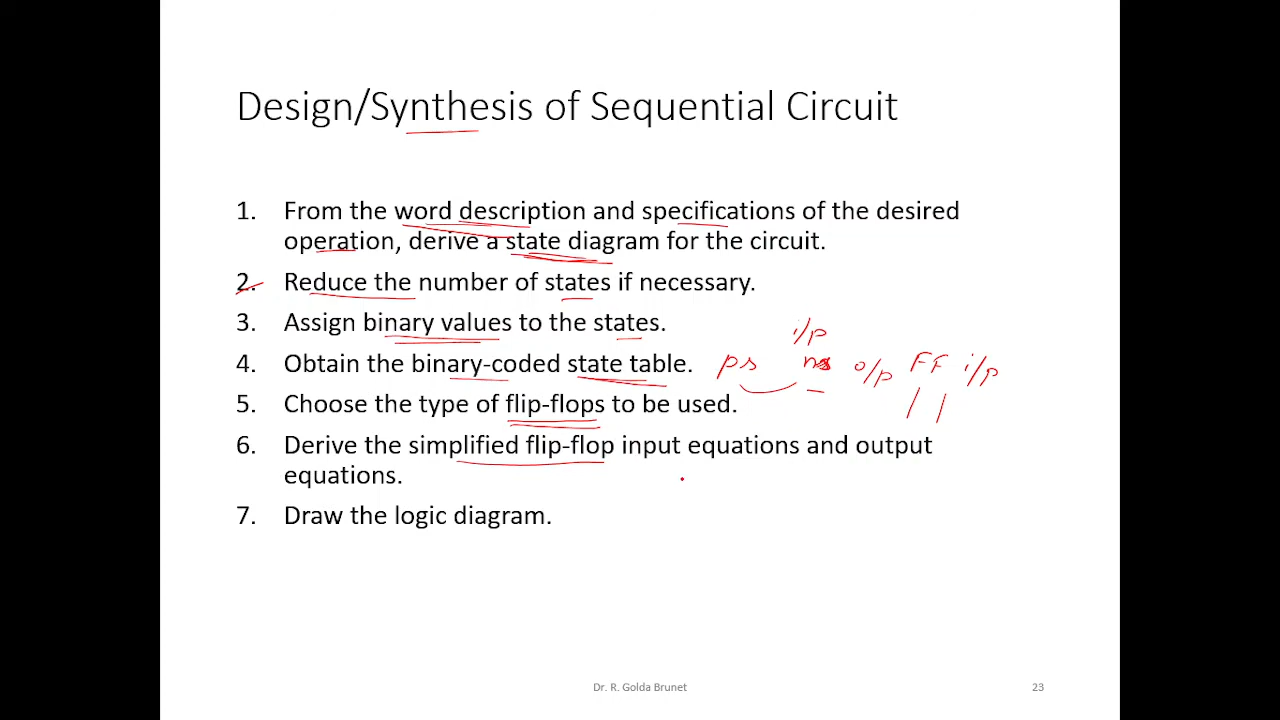 Design/Synthesis of Sequential Circuit
1. From the word description and specifications of the desired
operation, derive a state diagram for the circuit.
2. Reduce the number of states if necessary.
3. Assign binary values to the states.
i/p
4. Obtain the binary-coded state table. ps ns o/p FF i/p
5. Choose the type of flip-flops to be used.
6. Derive the simplified flip-flop input equations and output
equations.
7. Draw the logic diagram.
Dr. R. Golda Brunet 23